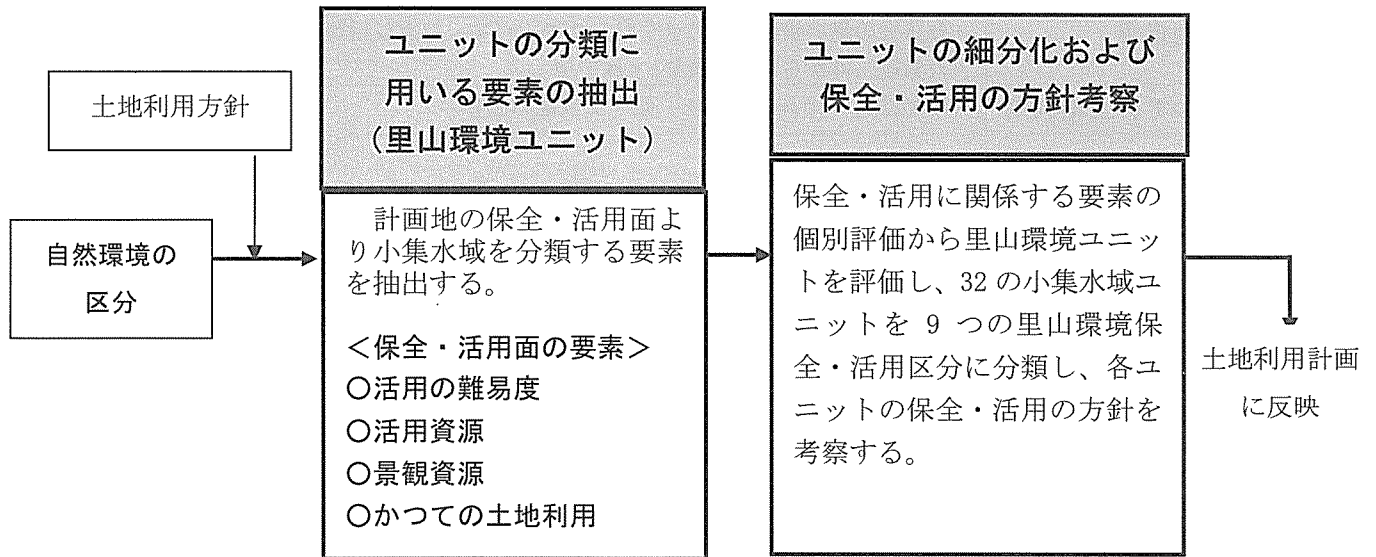 土地利用方針
自然環境の
区分
ユニットの分類に
用いる要素の抽出
（里山環境ユニット）
計画地の保全・活用面よ
り小集水域を分類する要素
を抽出する。
＜保全・活用面の要素＞
○活用の難易度
○活用資源
○景観資源
○かつての土地利用
ユニットの細分化および
保全・活用の方針考察
保全・活用に関係する要素の
個別評価から里山環境ユニッ
トを評価し、32 の小集水域ユ
ニットを 9 つの里山環境保
全・活用区分に分類し、各ユ
ニットの保全・活用の方針を
考察する。
土地利用計画
に反映